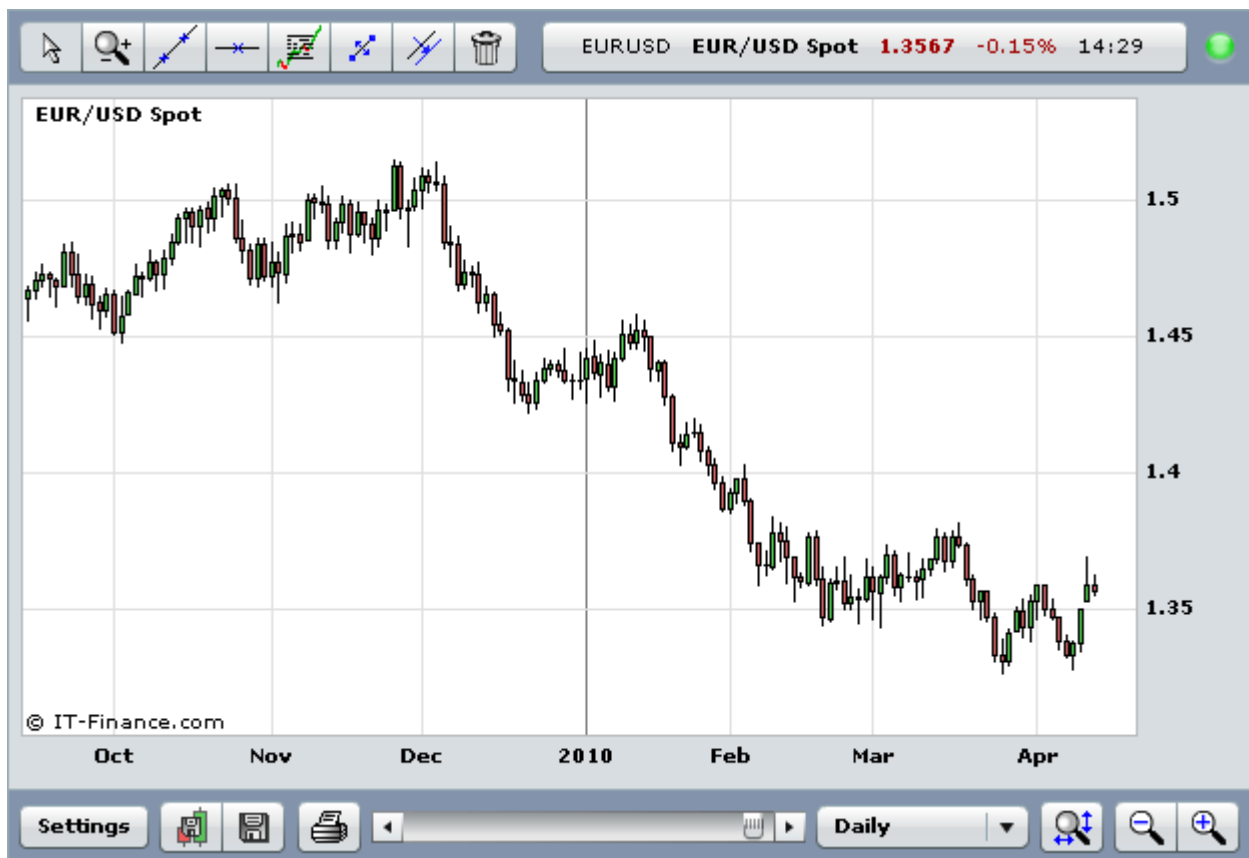 EURUSD EUR/USD Spot 1.3567 -0.15% 14:29
EUR/USD Spot
1.5
1.45
1.4
1.35
© IT-Finance.com
Oct Nov Dec 2010 Feb Mar Apr
Settings Daily